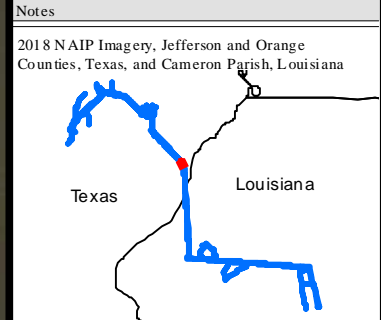 Notes
2018 NAIP Imagery, Jefferson and Orange
Counties, Texas, and Cameron Parish, Louisiana
Texas
Louisiana